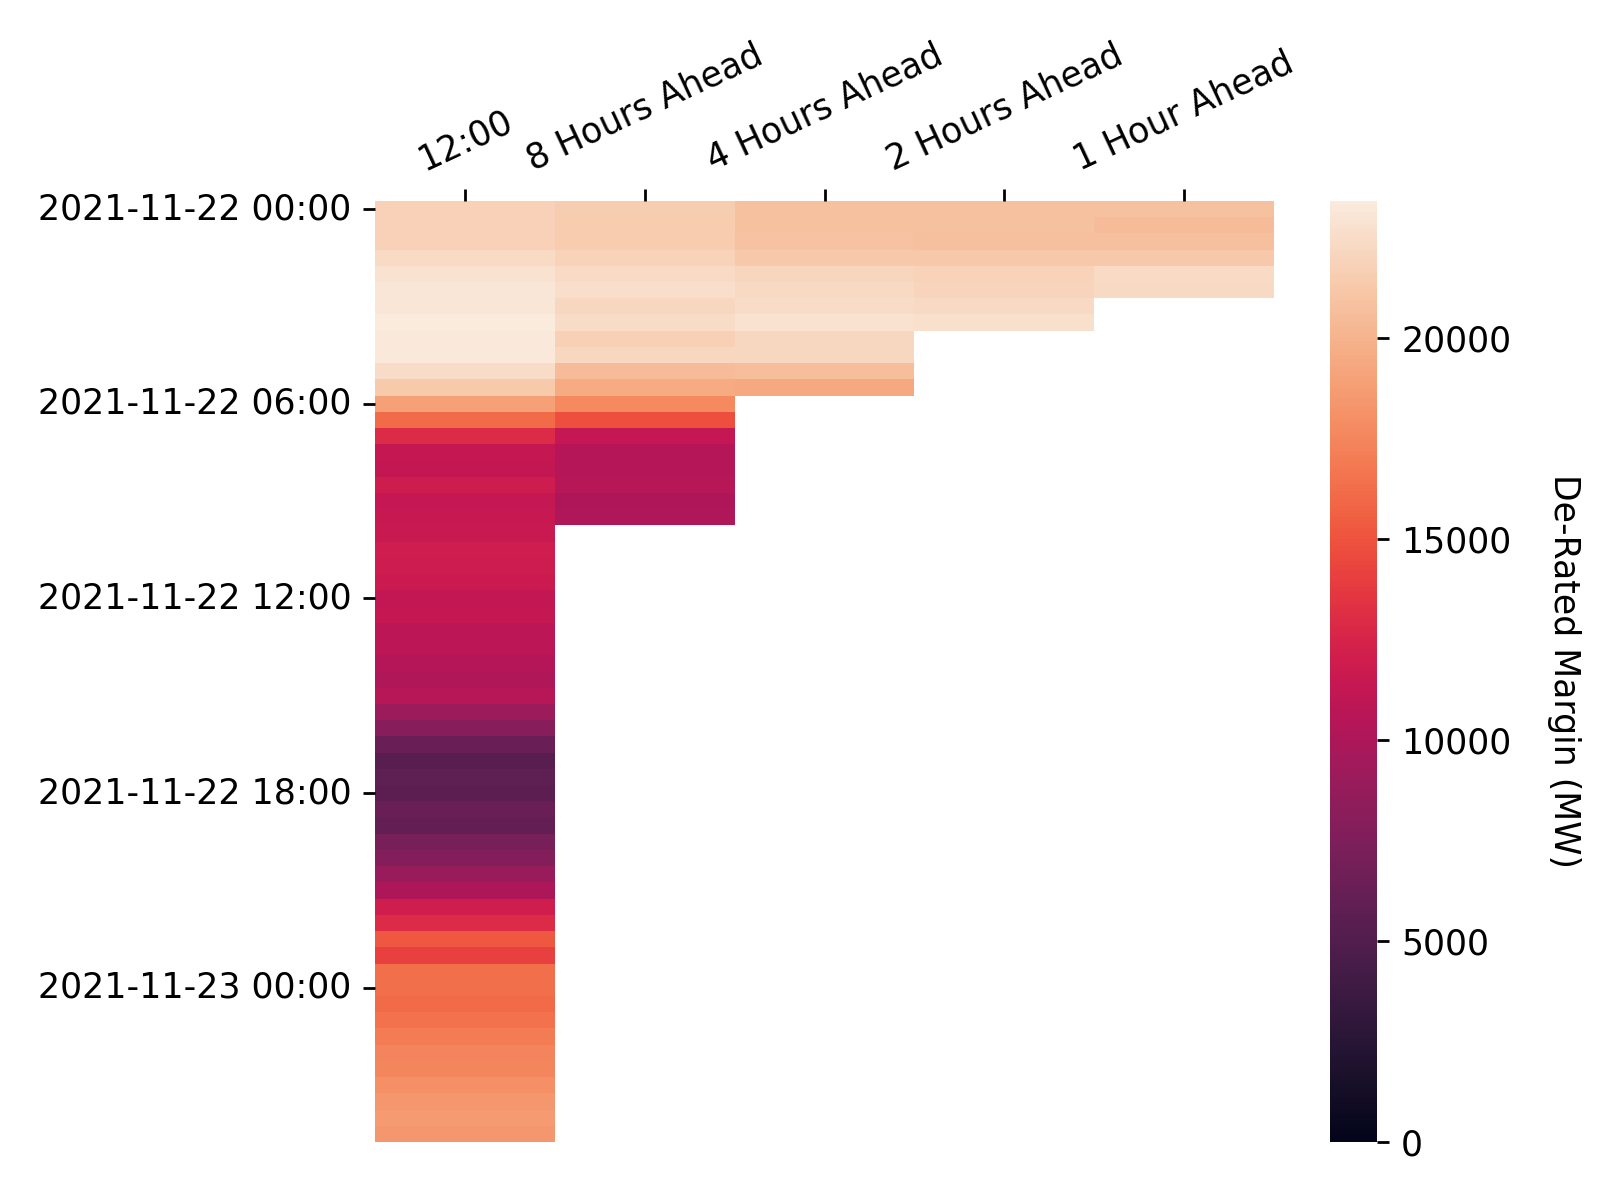 12:00
8 Hours Ahead
4 Hours Ahead
2 Hours Ahead
1 Hour Ahead
2021-11-22 00:00
2021-11-22 06:00
2021-11-22 12:00
2021-11-22 18:00
2021-11-23 00:00
20000
15000
10000
5000
0
De-Rated Margin (MW)